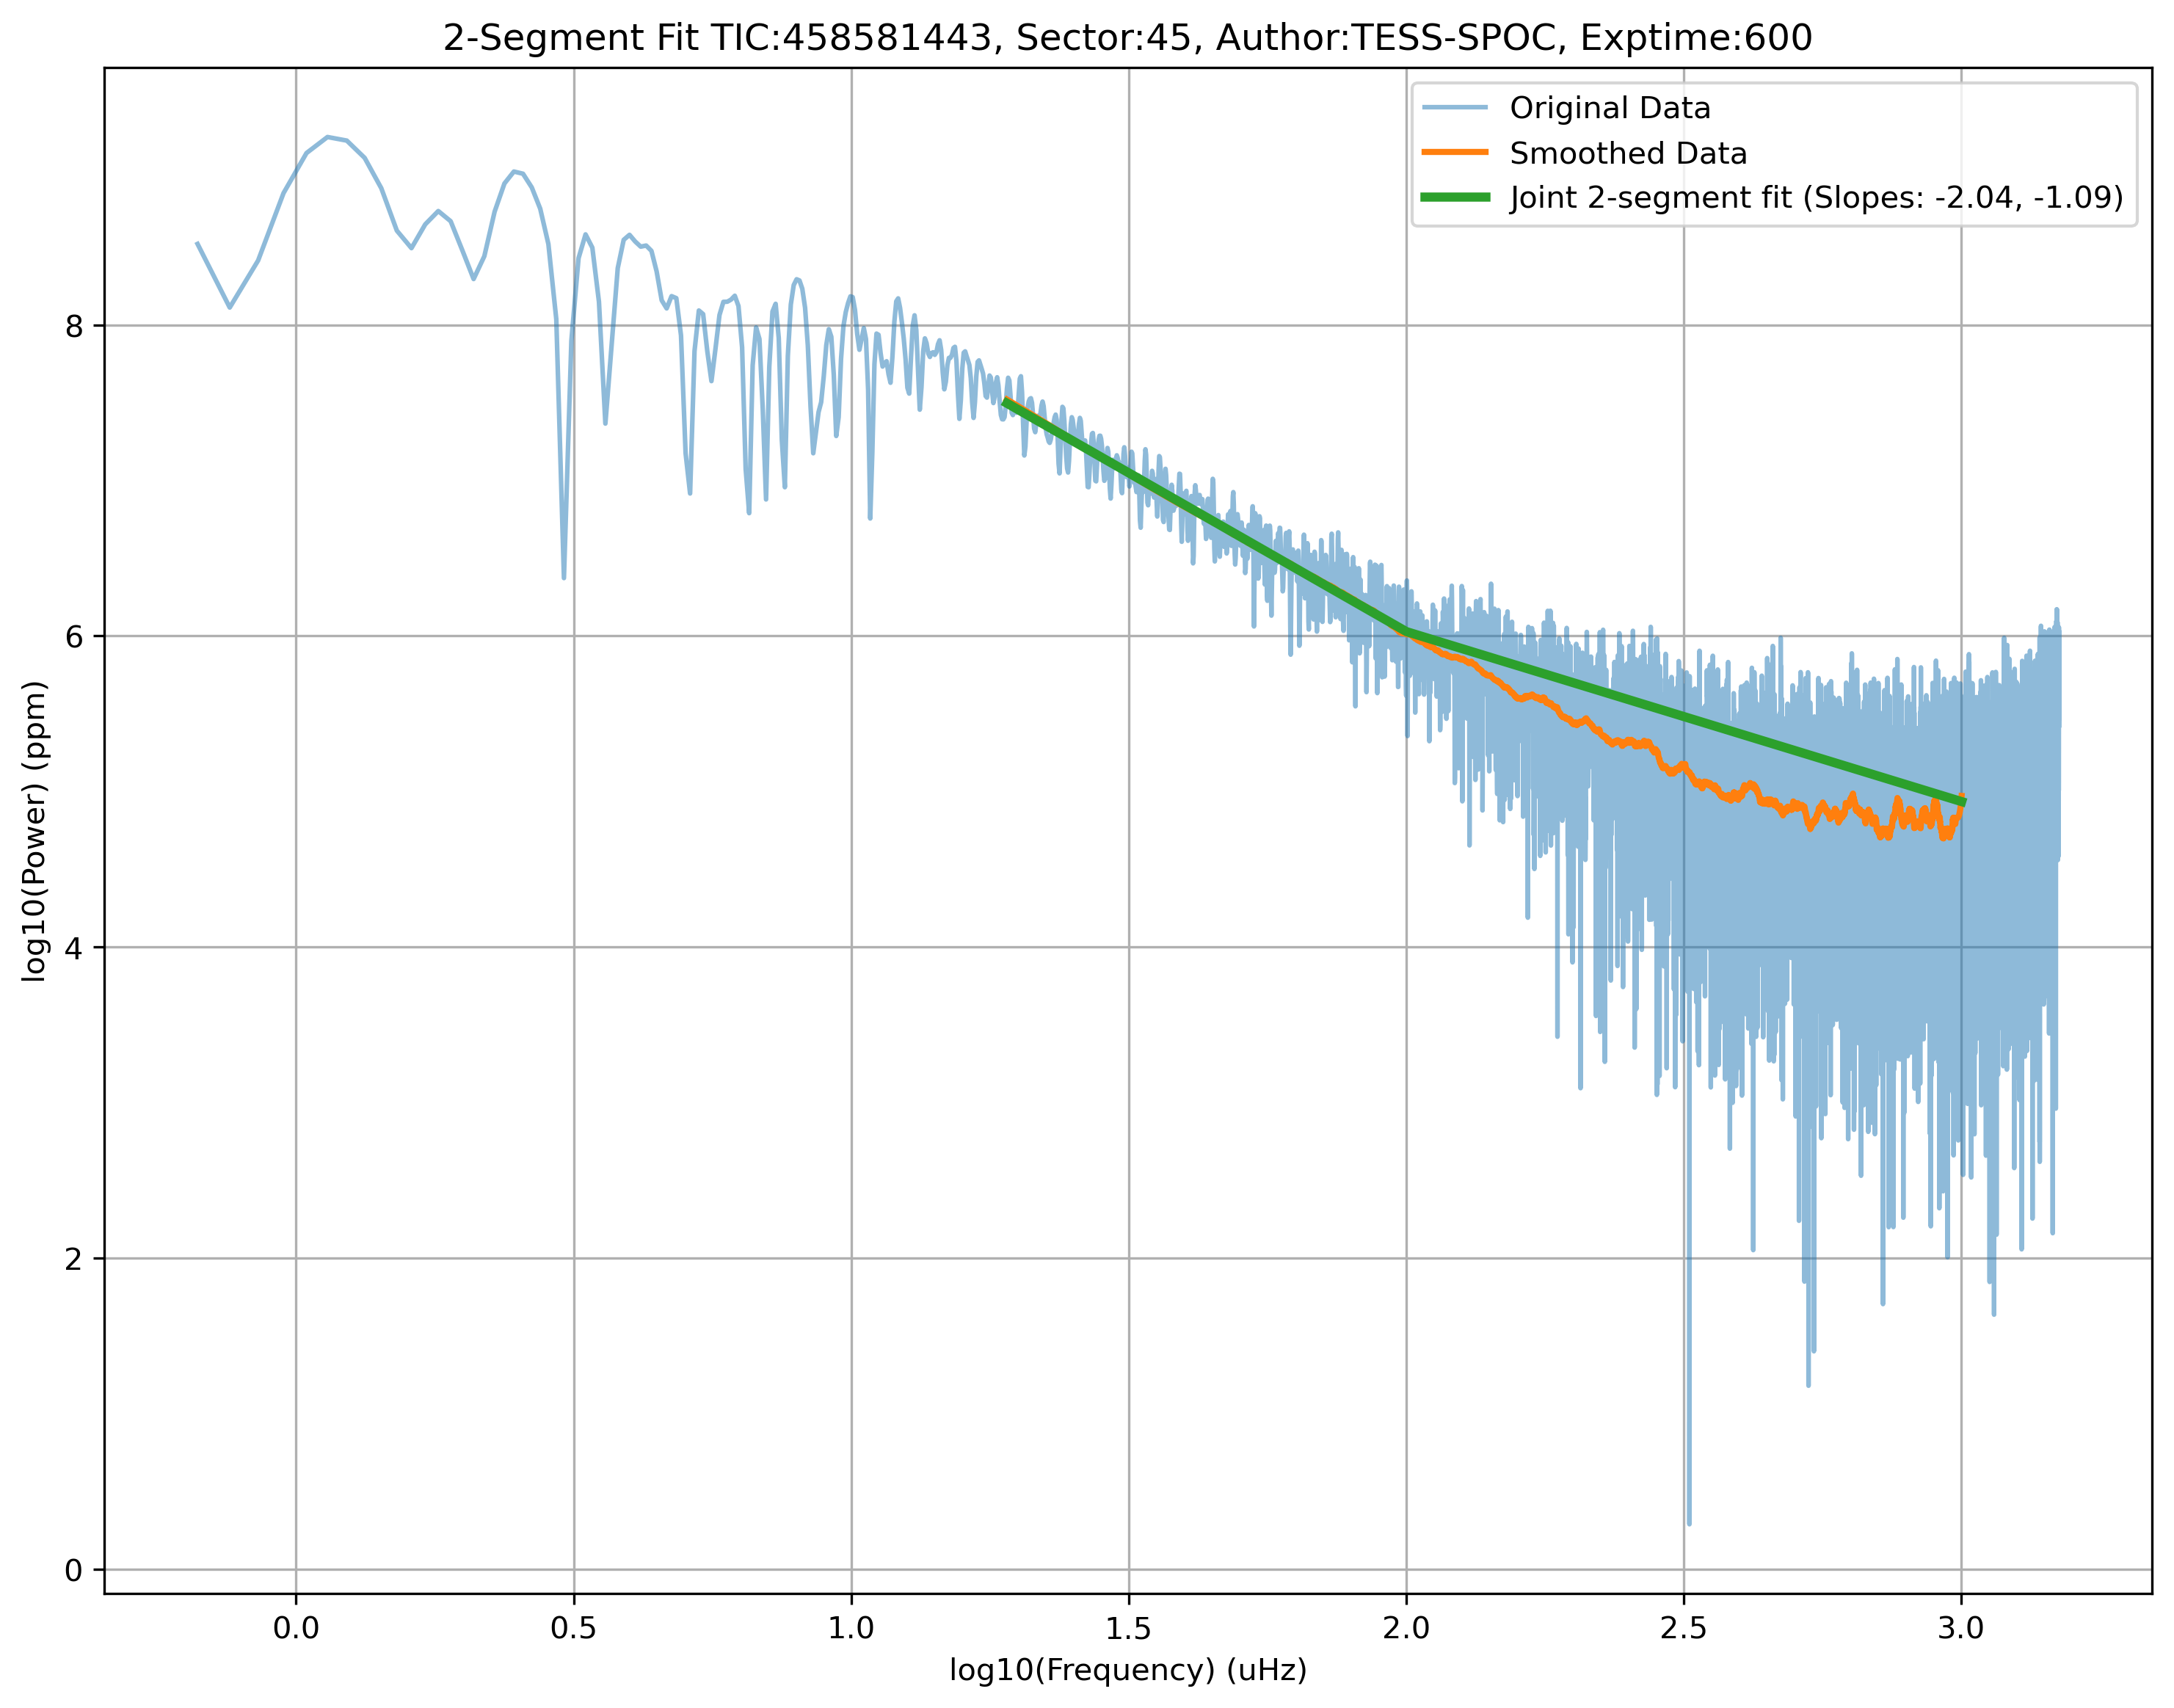 2-Segment Fit TIC:458581443, Sector:45, Author:TESS-SPOC, Exptime:600
Original Data
Smoothed Data
Joint 2-segment fit (Slopes: -2.04, -1.09)
log10(Power) (ppm)
8
6
4
2
0
0.0 0.5 1.0 1.5 2.0 2.5 3.0
log10(Frequency) (uHz)